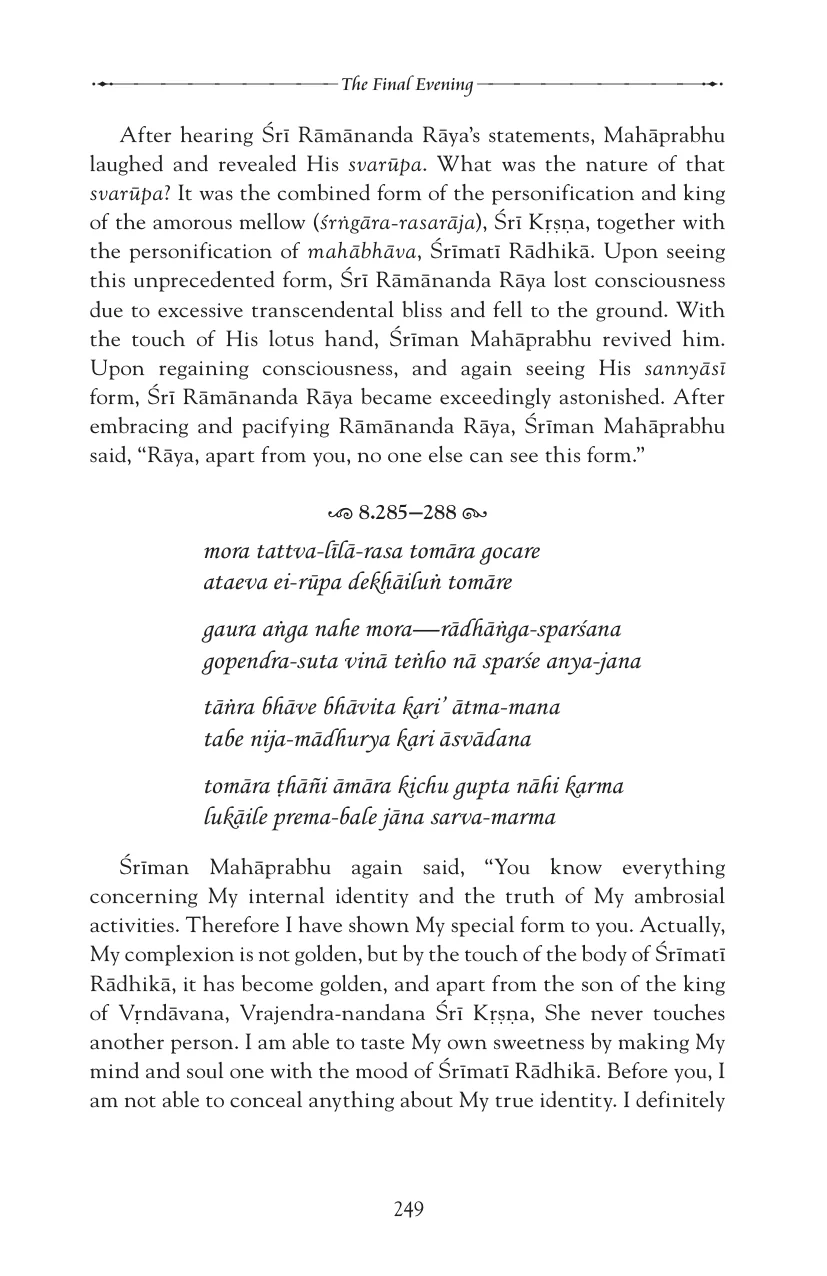 The Final Evening
After hearing Śrī Rāmānanda Rāya’s statements, Mahāprabhu
laughed and revealed His svarūpa. What was the nature of that
svarūpa? It was the combined form of the personification and king
of the amorous mellow (śrṅgāra-rasarāja), Śrī Kṛṣṇa, together with
the personification of mahābhāva, Śrīmatī Rādhikā. Upon seeing
this unprecedented form, Śrī Rāmānanda Rāya lost consciousness
due to excessive transcendental bliss and fell to the ground. With
the touch of His lotus hand, Śrīman Mahāprabhu revived him.
Upon regaining consciousness, and again seeing His sannyāsī
form, Śrī Rāmānanda Rāya became exceedingly astonished. After
embracing and pacifying Rāmānanda Rāya, Śrīman Mahāprabhu
said, “Rāya, apart from you, no one else can see this form.”
8.285–288
mora tattva-līlā-rasa tomāra gocare
ataeva ei-rūpa dekhāiluṅ tomāre
gaura aṅga nahe mora—rādhāṅga-sparśana
gopendra-suta vinā teṅho nā sparśe anya-jana
tāṅra bhāve bhāvita kari’ ātma-mana
tabe nija-mādhurya kari āsvādana
tomāra ṭhāñi āmāra kichu gupta nāhi karma
lukāile prema-bale jāna sarva-marma
Śrīman Mahāprabhu again said, “You know everything
concerning My internal identity and the truth of My ambrosial
activities. Therefore I have shown My special form to you. Actually,
My complexion is not golden, but by the touch of the body of Śrīmatī
Rādhikā, it has become golden, and apart from the son of the king
of Vṛndāvana, Vrajendra-nandana Śrī Kṛṣṇa, She never touches
another person. I am able to taste My own sweetness by making My
mind and soul one with the mood of Śrīmatī Rādhikā. Before you, I
am not able to conceal anything about My true identity. I definitely
249